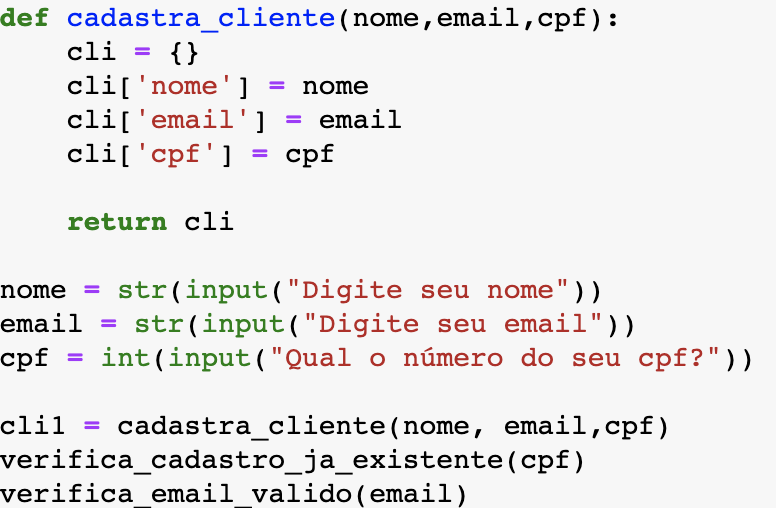 def cadastra_cliente(nome,email,cpf):
    cli = {}
    cli['nome'] = nome
    cli['email'] = email
    cli['cpf'] = cpf

    return cli

nome = str(input("Digite seu nome"))
email = str(input("Digite seu email"))
cpf = int(input("Qual o número do seu cpf?"))

cli1 = cadastra_cliente(nome, email,cpf)
verifica_cadastro_ja_existente(cpf)
verifica_email_valido(email)